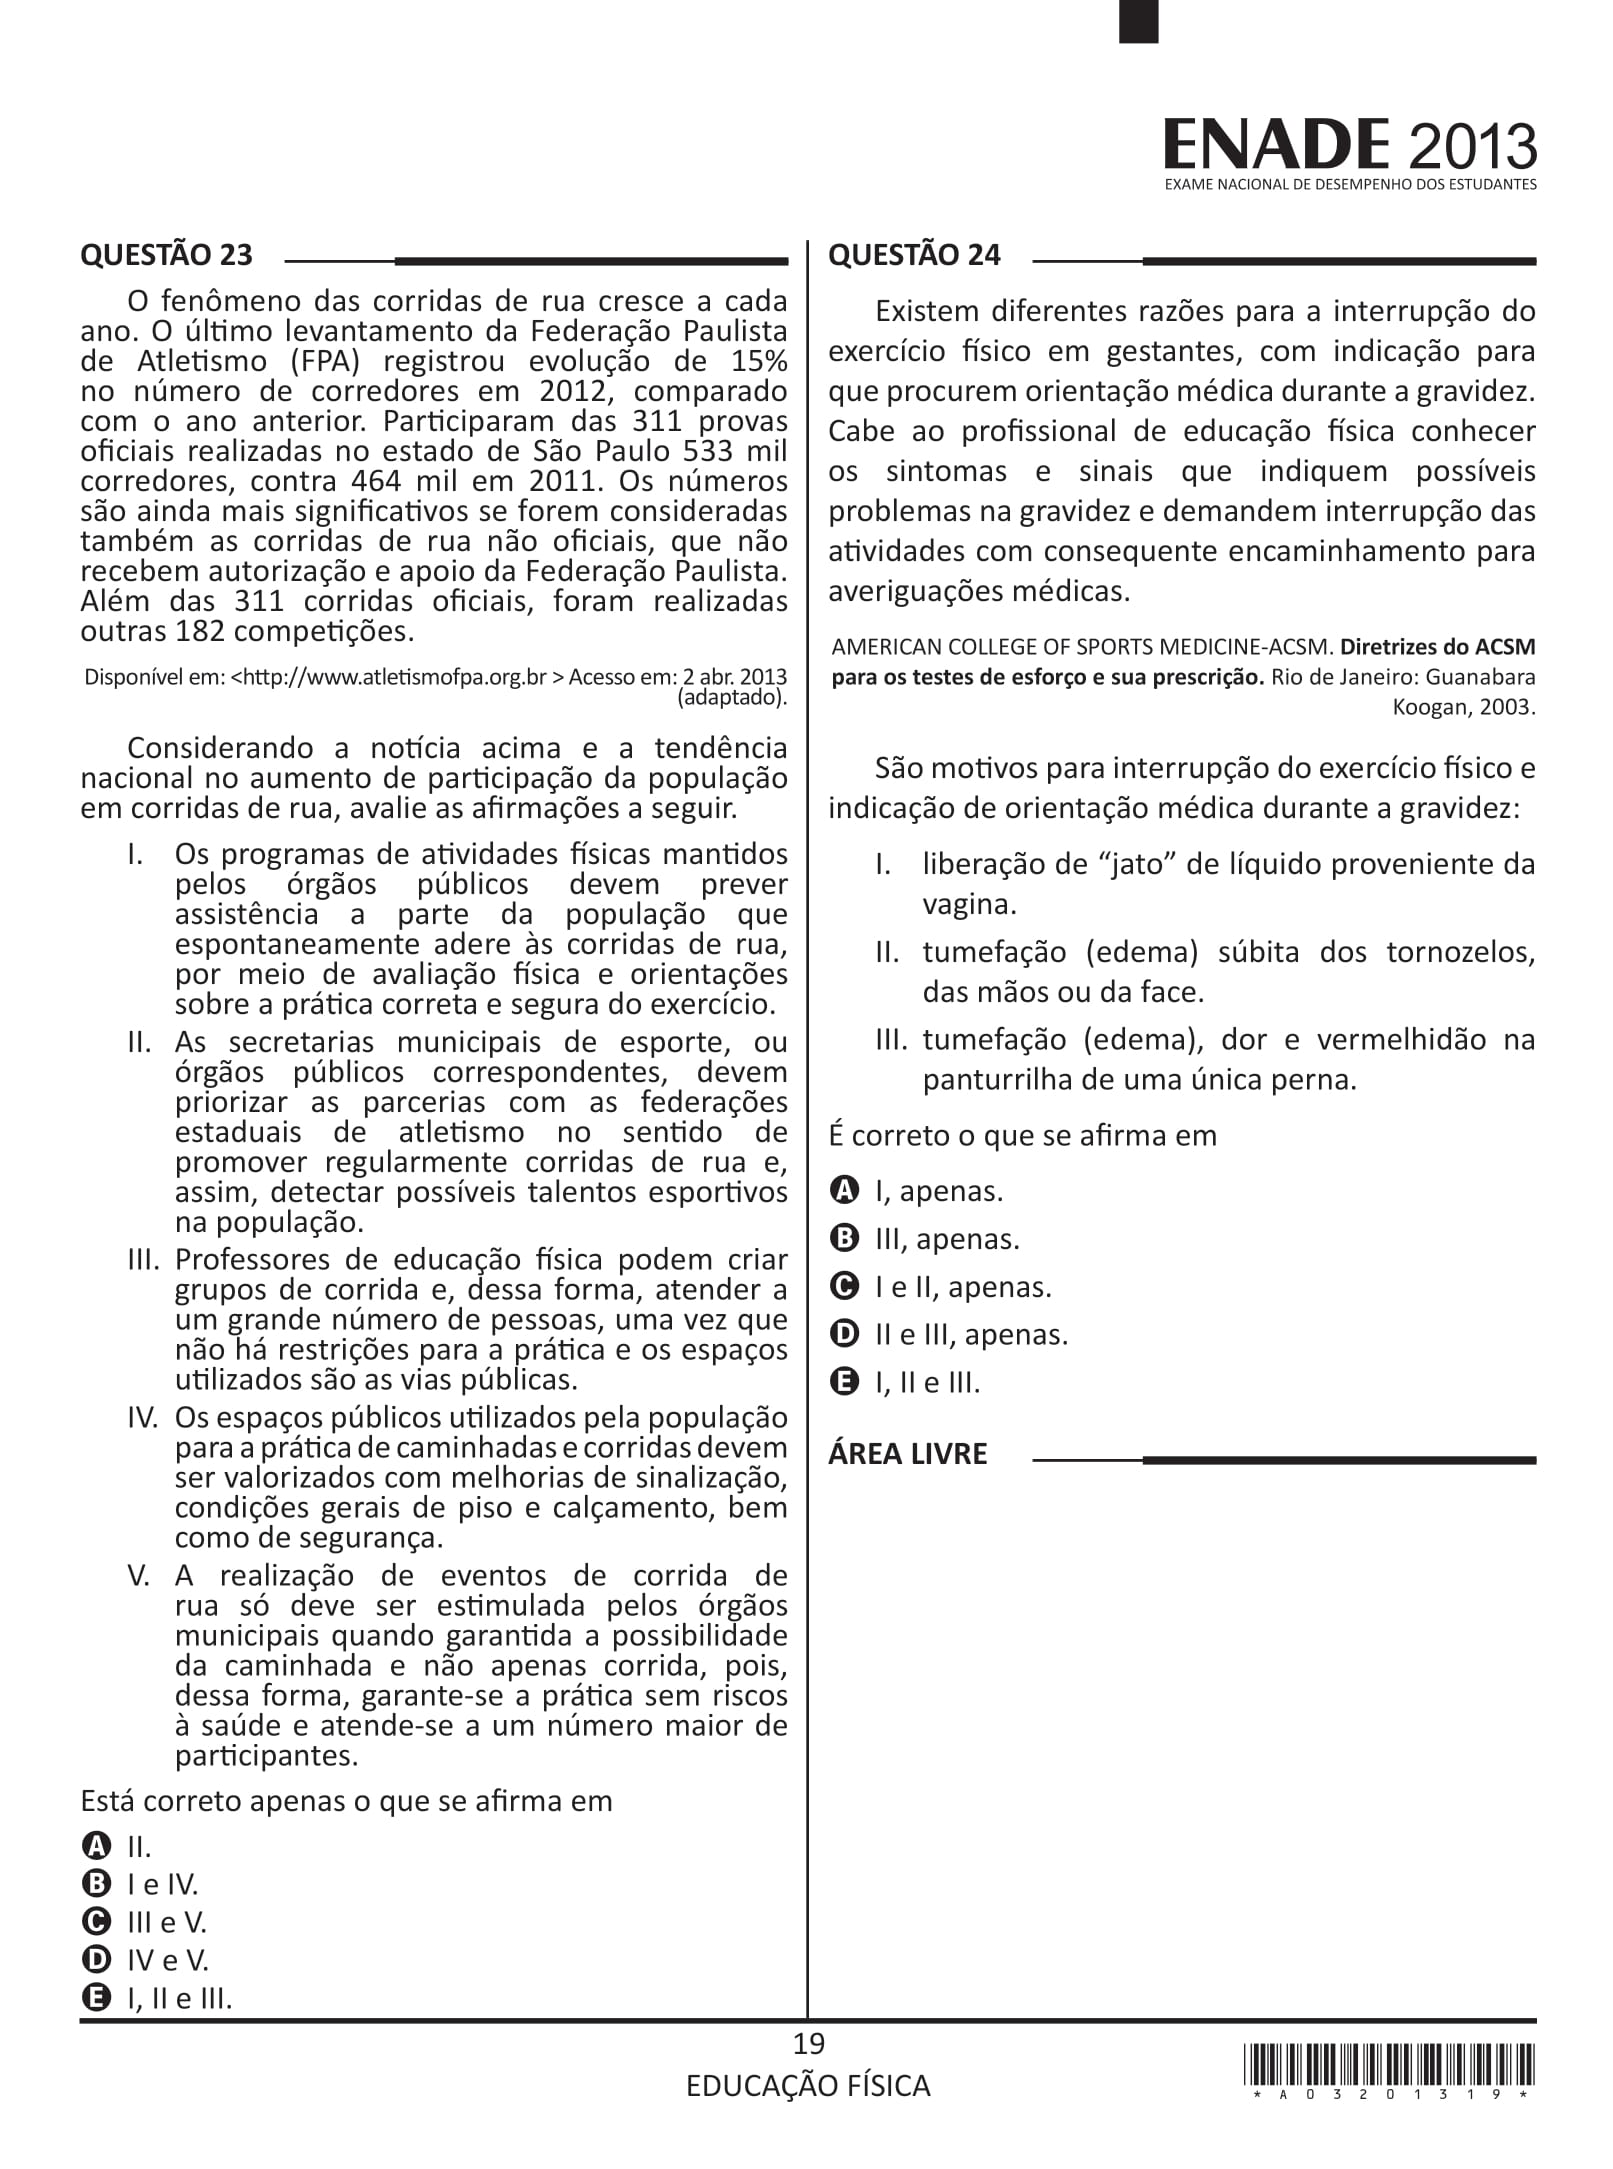 ENADE 2013
EXAME NACIONAL DE DESEMPENHO DOS ESTUDANTES
QUESTÃO 23
O fenômeno das corridas de rua cresce a cada
ano. O último levantamento da Federação Paulista
de Atletismo (FPA) registrou evolução de 15%
no número de corredores em 2012, comparado
com o ano anterior. Participaram das 311 provas
oficiais realizadas no estado de São Paulo 533 mil
corredores, contra 464 mil em 2011. Os números
são ainda mais significativos se forem consideradas
também as corridas de rua não oficiais, que não
recebem autorização e apoio da Federação Paulista.
Além das 311 corridas oficiais, foram realizadas
outras 182 competições.
Disponível em: <http://www.atletismofpa.org.br > Acesso em: 2 abr. 2013
(adaptado).
Considerando a notícia acima e a tendência
nacional no aumento de participação da população
em corridas de rua, avalie as afirmações a seguir.
I. Os programas de atividades físicas mantidos
pelos órgãos públicos devem prever
assistência a parte da população que
espontaneamente adere às corridas de rua,
por meio de avaliação física e orientações
sobre a prática correta e segura do exercício.
II. As secretarias municipais de esporte, ou
órgãos públicos correspondentes, devem
priorizar as parcerias com as federações
estaduais de atletismo no sentido de
promover regularmente corridas de rua e,
assim, detectar possíveis talentos esportivos
na população.
III. Professores de educação física podem criar
grupos de corrida e, dessa forma, atender a
um grande número de pessoas, uma vez que
não há restrições para a prática e os espaços
utilizados são as vias públicas.
IV. Os espaços públicos utilizados pela população
para a prática de caminhadas e corridas devem
ser valorizados com melhorias de sinalização,
condições gerais de piso e calçamento, bem
como de segurança.
V. A realização de eventos de corrida de
rua só deve ser estimulada pelos órgãos
municipais quando garantida a possibilidade
da caminhada e não apenas corrida, pois,
dessa forma, garante-se a prática sem riscos
à saúde e atende-se a um número maior de
participantes.
Está correto apenas o que se afirma em
A II.
B I e IV.
C III e V.
D IV e V.
E I, II e III.
QUESTÃO 24
Existem diferentes razões para a interrupção do
exercício físico em gestantes, com indicação para
que procurem orientação médica durante a gravidez.
Cabe ao profissional de educação física conhecer
os sintomas e sinais que indiquem possíveis
problemas na gravidez e demandem interrupção das
atividades com consequente encaminhamento para
averiguações médicas.
AMERICAN COLLEGE OF SPORTS MEDICINE-ACSM. Diretrizes do ACSM
para os testes de esforço e sua prescrição. Rio de Janeiro: Guanabara
Koogan, 2003.
São motivos para interrupção do exercício físico e
indicação de orientação médica durante a gravidez:
I. liberação de “jato” de líquido proveniente da
vagina.
II. tumefação (edema) súbita dos tornozelos,
das mãos ou da face.
III. tumefação (edema), dor e vermelhidão na
panturrilha de uma única perna.
É correto o que se afirma em
A I, apenas.
B III, apenas.
C I e II, apenas.
D II e III, apenas.
E I, II e III.
ÁREA LIVRE
19
EDUCAÇÃO FÍSICA
* A 0 3 2 0 1 3 1 9 *